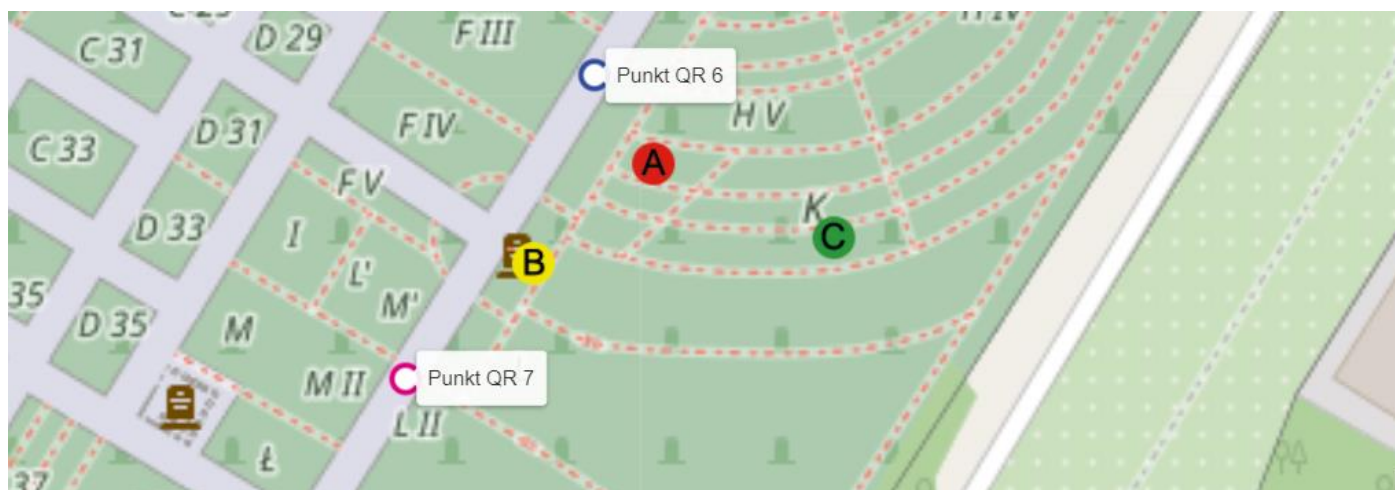 C 31
D 29
F III
Punkt QR 6
H V
D 31
F IV
C 33
A
F V
K
D 33
I
C
B
L'
35
M'
D 35
M
Punkt QR 7
M II
L II
Ł
37